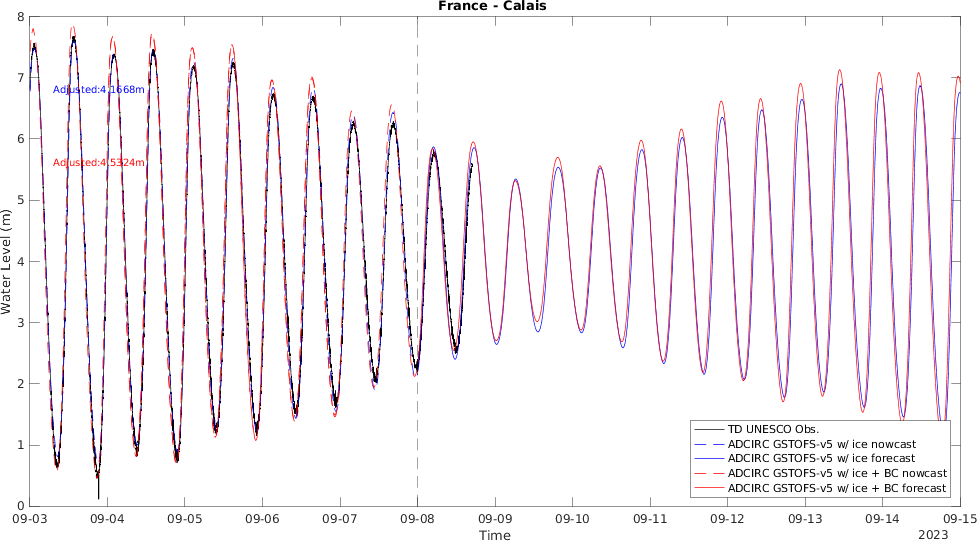 France - Calais
8
7
6
5
4
3
2
1
0
Water Level (m)
Adjusted:4.1668m
Adjusted:4.5324m
TD UNESCO Obs.
ADCIRC GSTOFS-v5 w/ ice nowcast
ADCIRC GSTOFS-v5 w/ ice forecast
ADCIRC GSTOFS-v5 w/ ice + BC nowcast
ADCIRC GSTOFS-v5 w/ ice + BC forecast
09-03 09-04 09-05 09-06 09-07 09-08 09-09 09-10 09-11 09-12 09-13 09-14 09-15
Time
2023